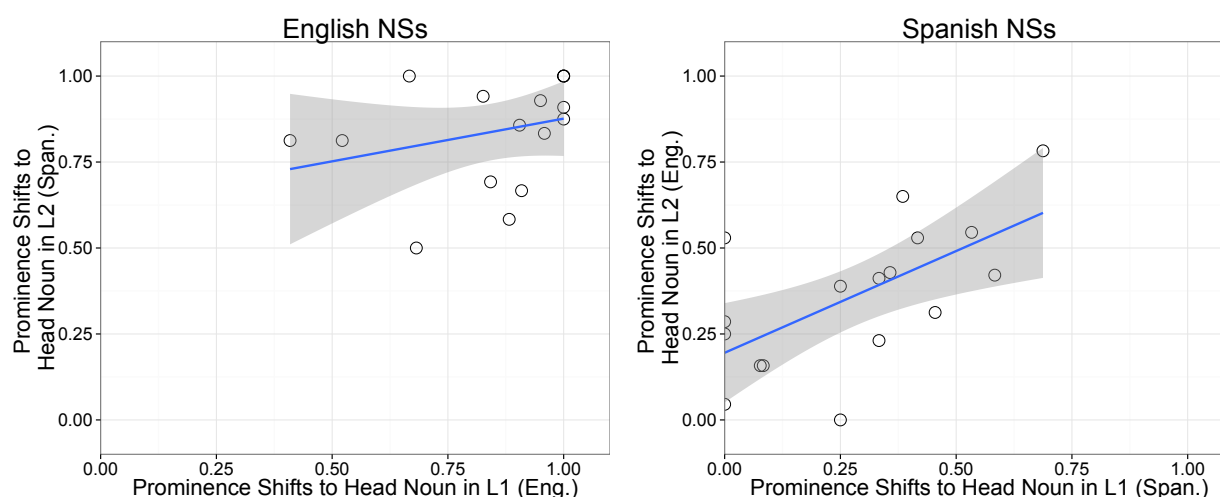 English NSs
Prominence Shifts to
Head Noun in L2 (Span.)
1.00
0.75
0.50
0.25
0.00
0.00
0.25
0.50
0.75
1.00
Prominence Shifts to Head Noun in L1 (Eng.)
Spanish NSs
Prominence Shifts to
Head Noun in L2 (Eng.)
1.00
0.75
0.50
0.25
0.00
0.00
0.25
0.50
0.75
1.00
Prominence Shifts to Head Noun in L1 (Span.)